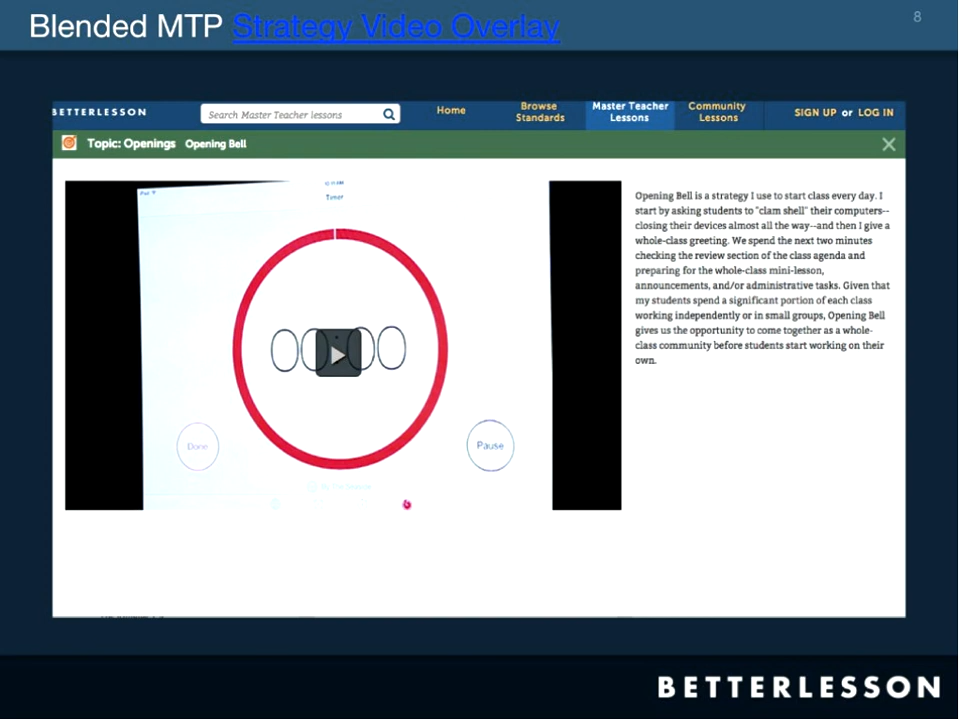 Blended MTP Strategy Video Overlay
8
BETTERLESSON
Search Master Teacher lessons
Home
Browse Standards
Master Teacher Lessons
Community Lessons
SIGN UP or LOG IN
Topic: Openings Opening Bell
iPad
Timer
Done
Pause
Opening Bell is a strategy I use to start class every day. I
start by asking students to "clam shell" their computers--
closing their devices almost all the way--and then I give a
whole-class greeting. We spend the next two minutes
checking the review section of the class agenda and
preparing for the whole-class mini-lesson,
announcements, and/or administrative tasks. Given that
my students spend a significant portion of each class
working independently or in small groups, Opening Bell
gives us the opportunity to come together as a whole-
class community before students start working on their
own.
BETTERLESSON